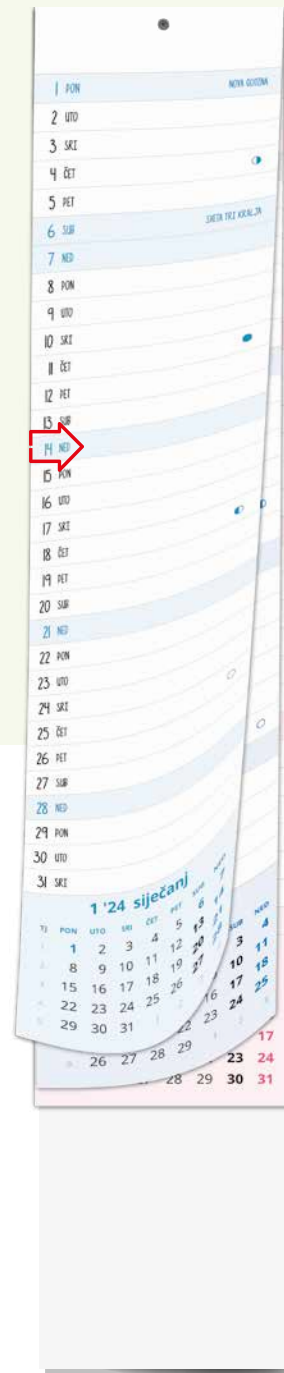 1 PON NOVA GODINA
2 UTO
3 SRI
4 ČET
5 PET
6 SUB SVETA TRI KRALJA
7 NED
8 PON
9 UTO
10 SRI
11 ČET
12 PET
13 SUB
14 NED
15 PON
16 UTO
17 SRI
18 ČET
19 PET
20 SUB
21 NED
22 PON
23 UTO
24 SRI
25 ČET
26 PET
27 SUB
28 NED
29 PON
30 UTO
31 SRI
1 '24 siječanj
TJ PON UTO SRI ČET PET SUB NED
1 2 3 4 5 6 7
8 9 10 11 12 13 14
15 16 17 18 19 20 21
22 23 24 25 26 27 28
29 30 31
SUB NED
3 4
10 11
16 17 18
22 23 24 25
26 27 28 29
17
23 24
28 29 30 31